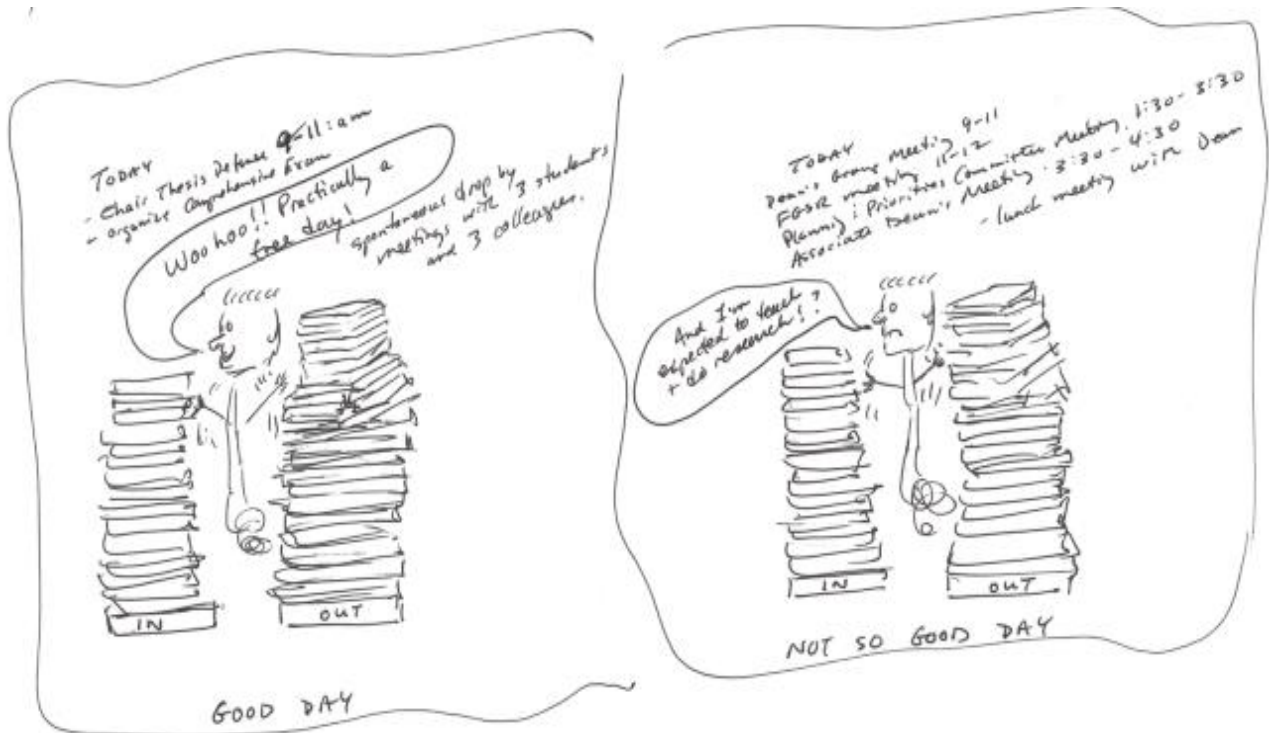 TODAY
- Chair Thesis Defense 9-11:am
- organize Comprehensive Exam
Woohoo!! Practically a
free day!
spontaneous drop by
meetings with 3 students
and 3 colleagues.
IN
OUT
GOOD DAY
TODAY
Dean's Group Meeting 9-11
FGSR meeting 11-12
Planning & Priorities Committee Meeting. 1:30-3:30
Associate Dean's Meeting. 3:30-4:30
- lunch meeting with Dean
And I'm
expected to teach
+ do research!?
IN
OUT
NOT SO GOOD DAY